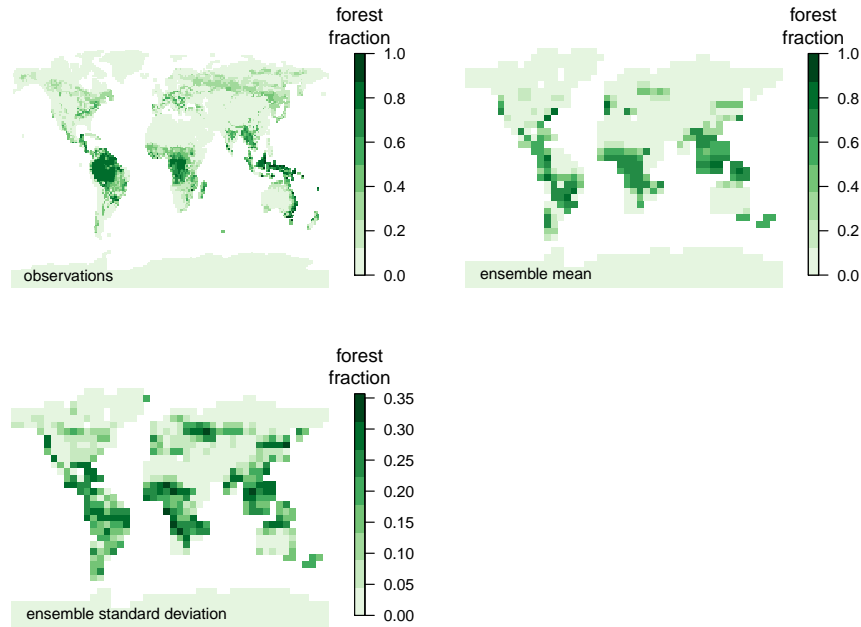 forest
fraction
1.0
0.8
0.6
0.4
0.2
0.0
observations
forest
fraction
1.0
0.8
0.6
0.4
0.2
0.0
ensemble mean
forest
fraction
0.35
0.30
0.25
0.20
0.15
0.10
0.05
0.00
ensemble standard deviation